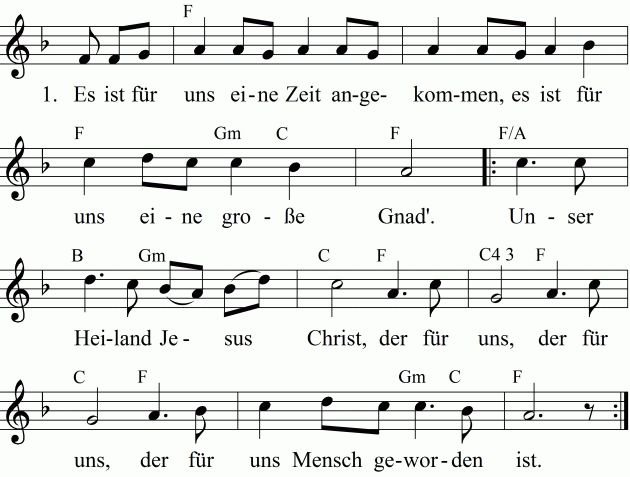 F
1. Es ist für uns ei-ne Zeit an-ge- kom-men, es ist für
F Gm C F F/A
uns ei - ne gro - ße Gnad'. Un - ser
B Gm C F C4 3 F
Hei-land Je - sus Christ, der für uns, der für
C F Gm C F
uns, der für uns Mensch ge-wor-den ist.